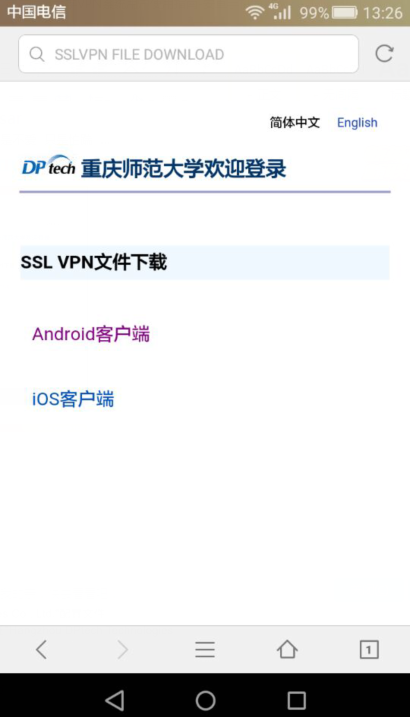 中国电信 4G 99% 13:26
SSLVPN FILE DOWNLOAD
简体中文 English
DPtech 重庆师范大学欢迎登录
SSL VPN文件下载
Android客户端
iOS客户端
1